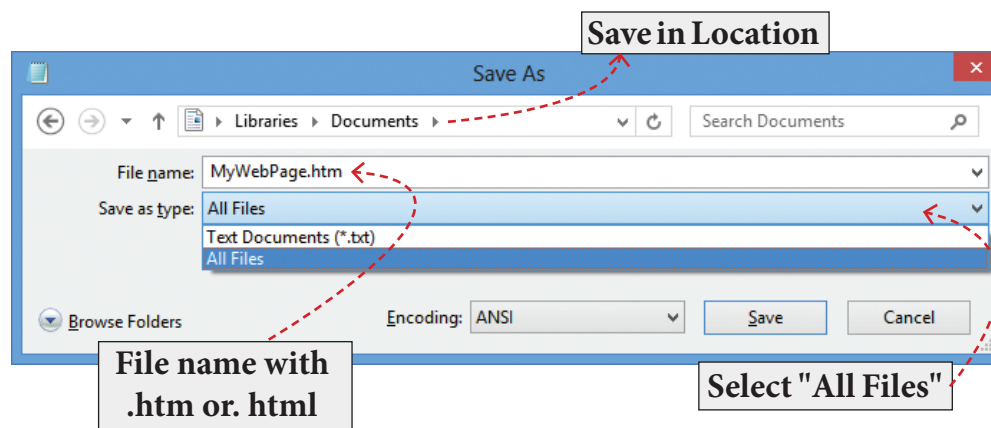 Save in Location
Save As
Libraries Documents
Search Documents
File name: MyWebPage.htm
Save as type: All Files
Text Documents (*.txt)
All Files
Browse Folders
Encoding: ANSI
Save
Cancel
File name with
.htm or. html
Select "All Files"